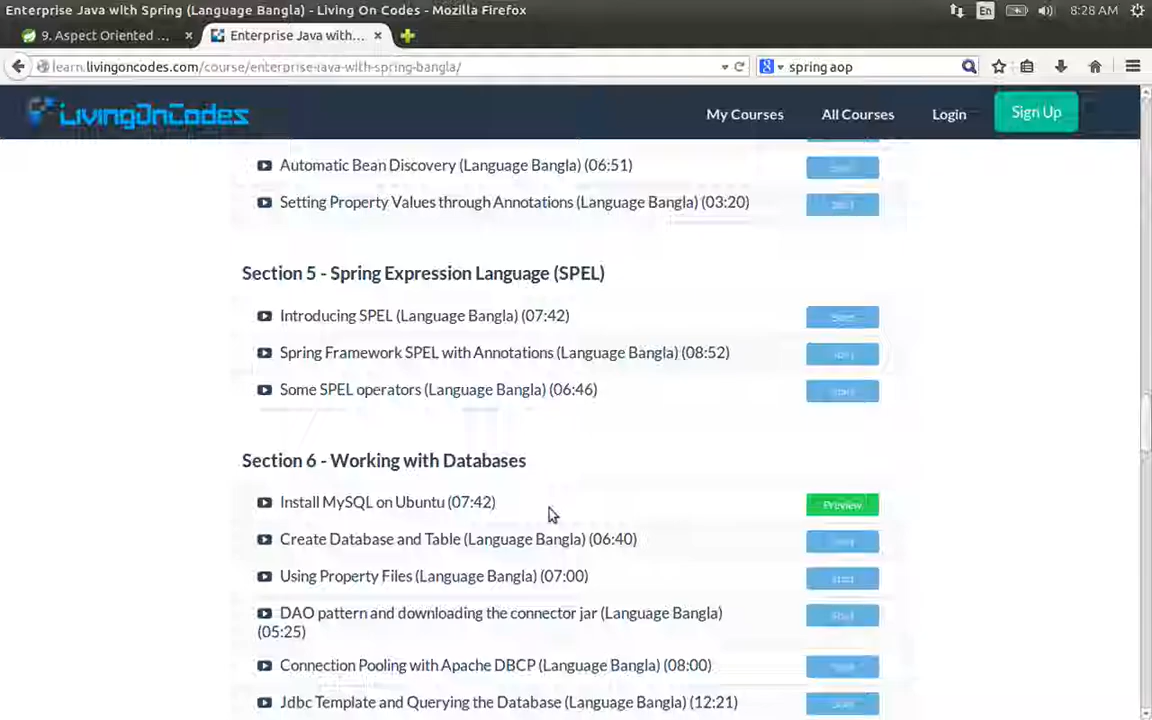 Enterprise Java with Spring (Language Bangla) - Living On Codes - Mozilla Firefox
En
8:28 AM
9. Aspect Oriented ...
Enterprise Java with...
learn.livingoncodes.com/course/enterprise-java-with-spring-bangla/
spring aop
LivingOnCodes
My Courses
All Courses
Login
Sign Up
Automatic Bean Discovery (Language Bangla) (06:51)
Setting Property Values through Annotations (Language Bangla) (03:20)
Section 5 - Spring Expression Language (SPEL)
Introducing SPEL (Language Bangla) (07:42)
Spring Framework SPEL with Annotations (Language Bangla) (08:52)
Some SPEL operators (Language Bangla) (06:46)
Section 6 - Working with Databases
Install MySQL on Ubuntu (07:42)
Preview
Create Database and Table (Language Bangla) (06:40)
Using Property Files (Language Bangla) (07:00)
DAO pattern and downloading the connector jar (Language Bangla)
(05:25)
Connection Pooling with Apache DBCP (Language Bangla) (08:00)
Jdbc Template and Querying the Database (Language Bangla) (12:21)